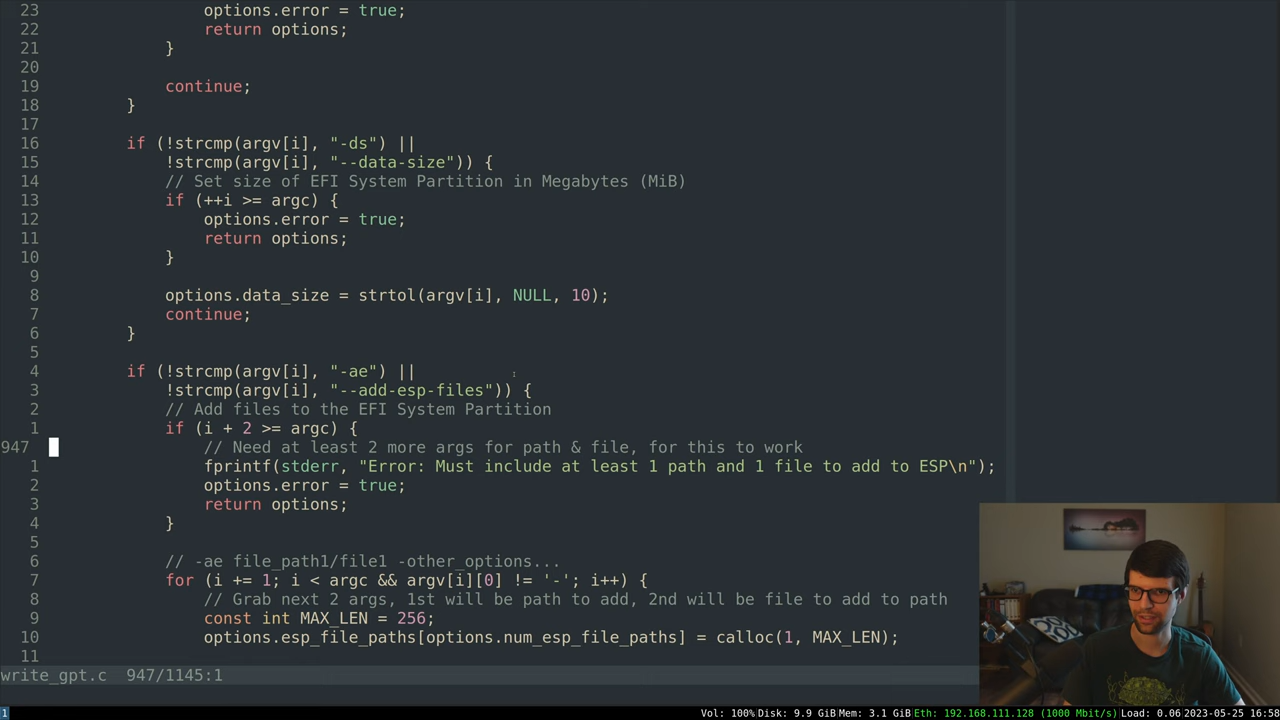 23                 options.error = true;
22                 return options;
21             }
20
19             continue;
18         }
17
16         if (!strcmp(argv[i], "-ds") ||
15             !strcmp(argv[i], "--data-size")) {
14             // Set size of EFI System Partition in Megabytes (MiB)
13             if (++i >= argc) {
12                 options.error = true;
11                 return options;
10             }
9
8             options.data_size = strtol(argv[i], NULL, 10);
7             continue;
6         }
5
4         if (!strcmp(argv[i], "-ae") ||
3             !strcmp(argv[i], "--add-esp-files")) {
2             // Add files to the EFI System Partition
1             if (i + 2 >= argc) {
947                 // Need at least 2 more args for path & file, for this to work
1                 fprintf(stderr, "Error: Must include at least 1 path and 1 file to add to ESP\n");
2                 options.error = true;
3                 return options;
4             }
5
6             // -ae file_path1/file1 -other_options...
7             for (i += 1; i < argc && argv[i][0] != '-'; i++) {
8                 // Grab next 2 args, 1st will be path to add, 2nd will be file to add to path
9                 const int MAX_LEN = 256;
10                 options.esp_file_paths[options.num_esp_file_paths] = calloc(1, MAX_LEN);
11
write_gpt.c  947/1145:1
1 Vol: 100% Disk: 9.9 GiB Mem: 3.1 GiB Eth: 192.168.111.128 (1000 Mbit/s) Load: 0.06 2023-05-25 16:58